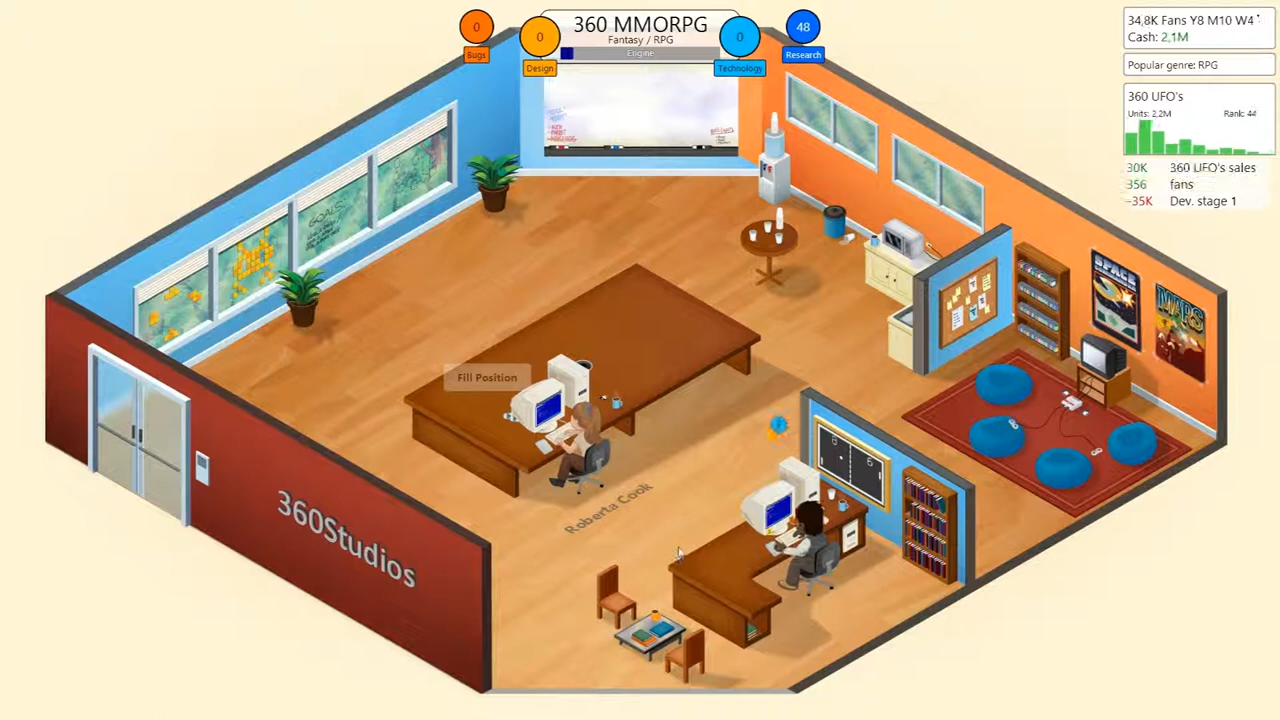 0
Bugs
0
Design
360 MMORPG
Fantasy / RPG
Engine
0
Technology
48
Research
34,8K Fans Y8 M10 W4
Cash: 2,1M
Popular genre: RPG
360 UFO's
Units: 2,2M
Rank: 44
30K 360 UFO's sales
356 fans
-35K Dev. stage 1
GOALS:
SPACE
MARS
Fill Position
Roberta Cook
360Studios